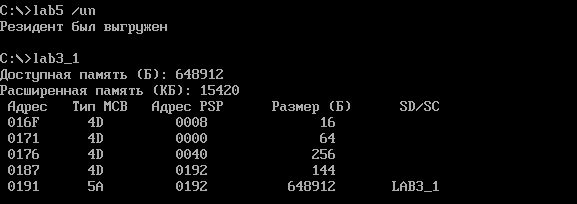 C:\>lab5 /un
Резидент был выгружен
C:\>lab3_1
Доступная память (Б): 648912
Расширенная память (КБ): 15420
Адрес Тип MCB Адрес PSP Размер (Б) SD/SC
016F 4D 0008 16
0171 4D 0000 64
0176 4D 0040 256
0187 4D 0192 144
0191 5A 0192 648912 LAB3_1